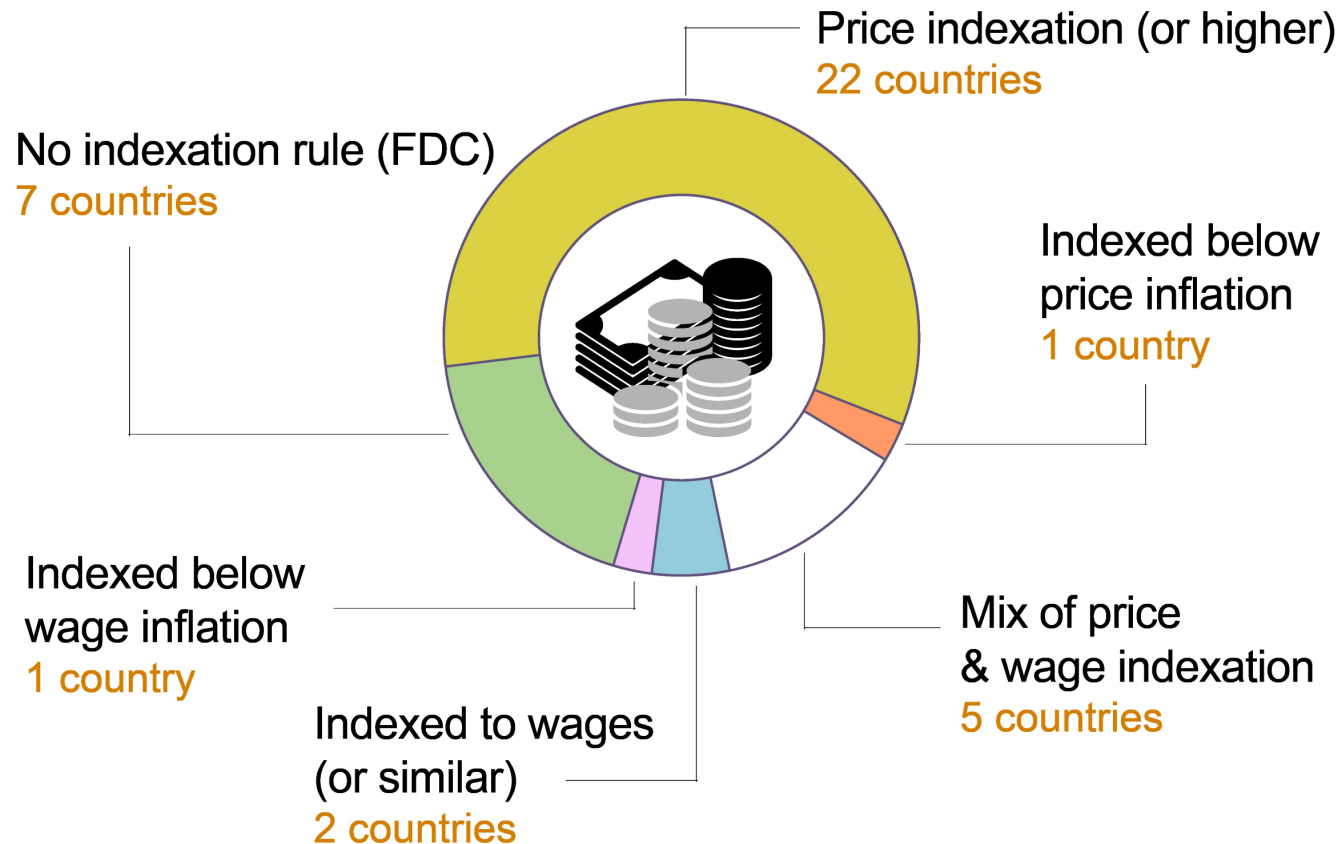 Price indexation (or higher)
22 countries
No indexation rule (FDC)
7 countries
Indexed below
price inflation
1 country
Indexed below
wage inflation
1 country
Mix of price
& wage indexation
5 countries
Indexed to wages
(or similar)
2 countries